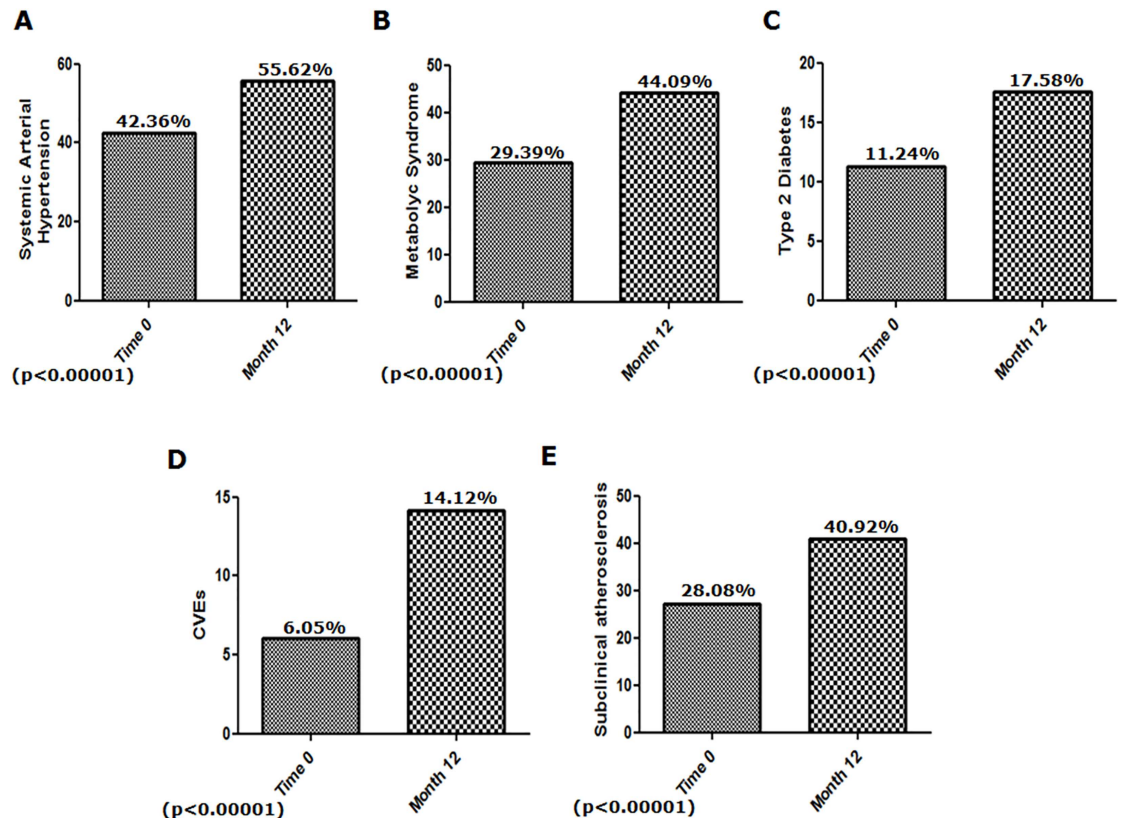 A
Systemic Arterial
Hypertension
60
40
20
0
42.36%
55.62%
Time 0
Month 12
(p<0.00001)
B
Metabolyc Syndrome
50
40
30
20
10
0
29.39%
44.09%
Time 0
Month 12
(p<0.00001)
C
Type 2 Diabetes
20
15
10
5
0
11.24%
17.58%
Time 0
Month 12
(p<0.00001)
D
CVEs
15
10
5
0
6.05%
14.12%
Time 0
Month 12
(p<0.00001)
E
Subclinical atherosclerosis
50
40
30
20
10
0
28.08%
40.92%
Time 0
Month 12
(p<0.00001)